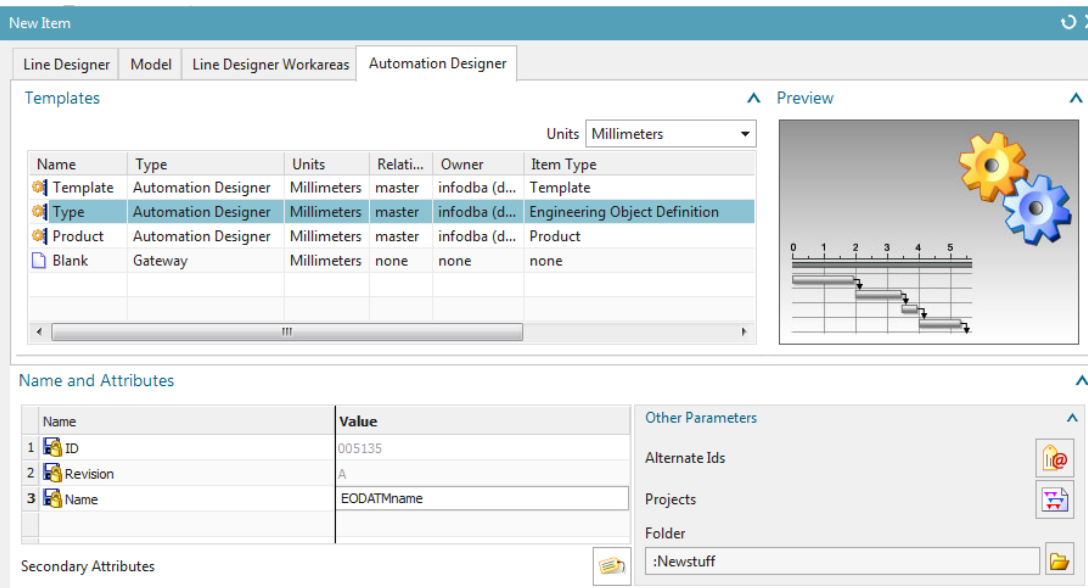 New Item
Line Designer Model Line Designer Workareas Automation Designer
Templates
Preview
Units Millimeters
Name Type Units Relati... Owner Item Type
Template Automation Designer Millimeters master infodba (d... Template
Type Automation Designer Millimeters master infodba (d... Engineering Object Definition
Product Automation Designer Millimeters master infodba (d... Product
Blank Gateway Millimeters none none none
0 1 2 3 4 5
Name and Attributes
Name Value
1 ID 005135
2 Revision A
3 Name EODATMname
Secondary Attributes
Other Parameters
Alternate Ids
Projects
Folder
:Newstuff